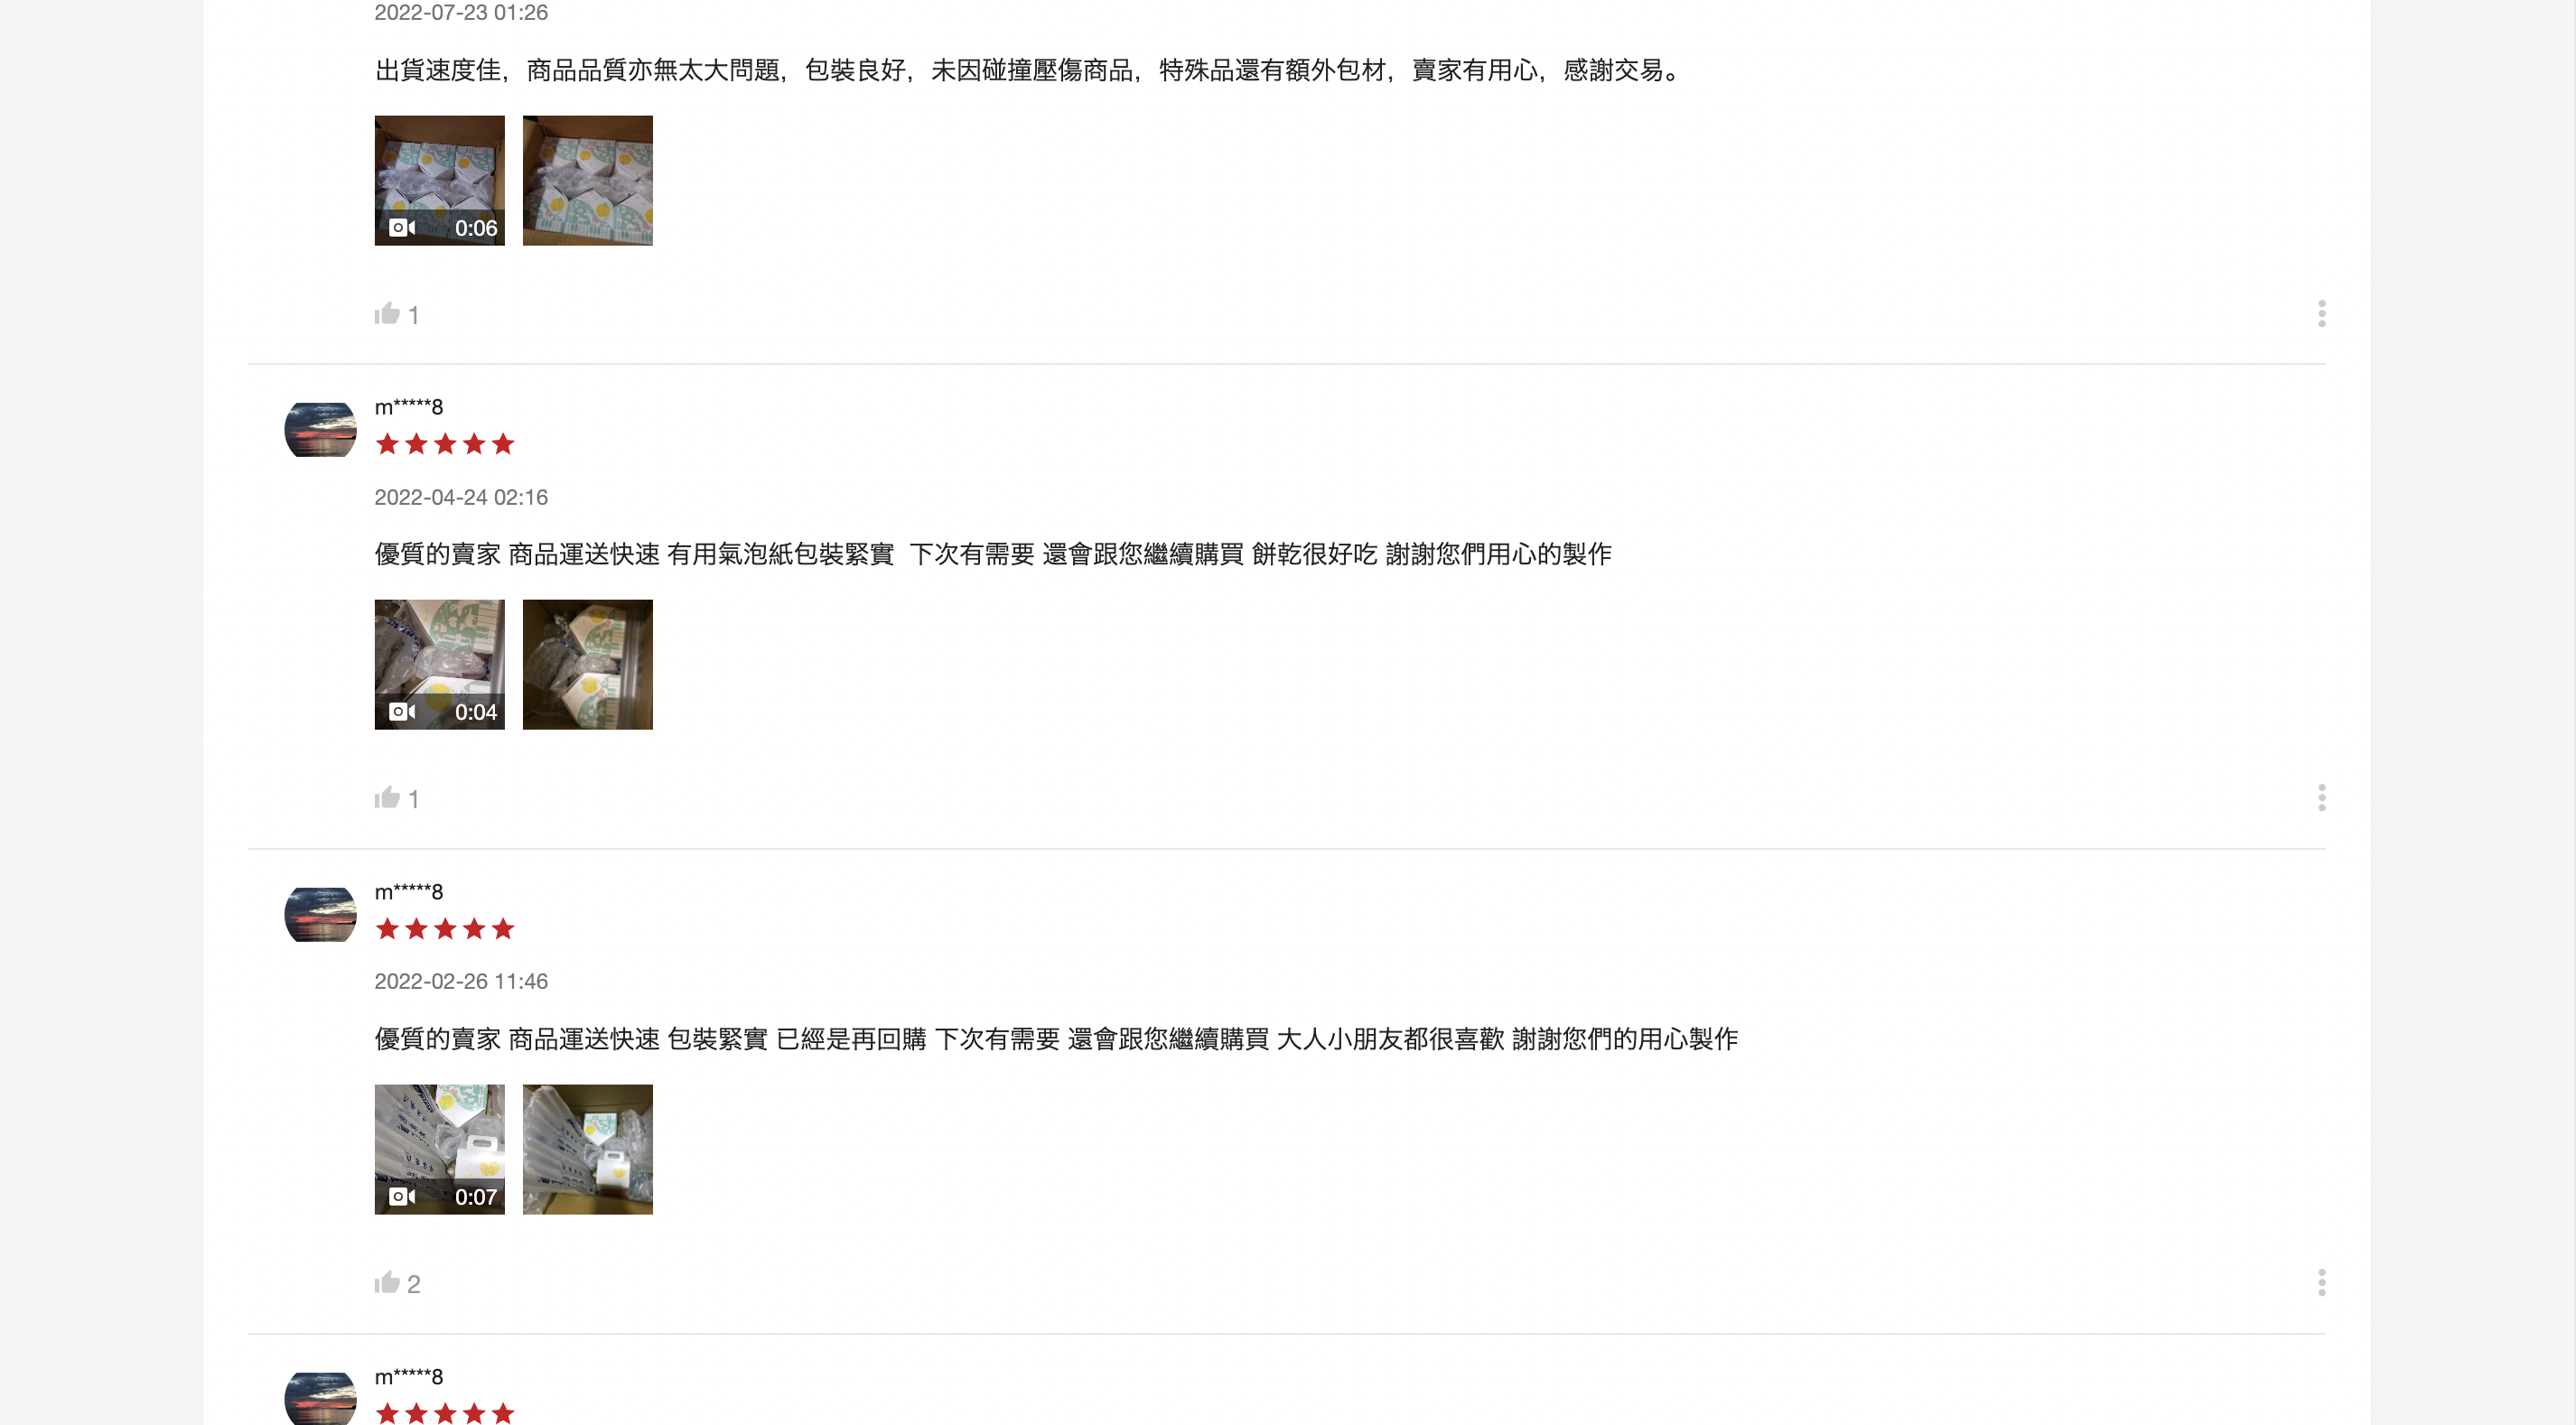 2022-07-23 01:26
出貨速度佳，商品品質亦無太大問題，包裝良好，未因碰撞壓傷商品，特殊品還有額外包材，賣家有用心，感謝交易。
0:06
1
m*****8
2022-04-24 02:16
優質的賣家 商品運送快速 有用氣泡紙包裝緊實  下次有需要 還會跟您繼續購買 餅乾很好吃 謝謝您們用心的製作
0:04
1
m*****8
2022-02-26 11:46
優質的賣家 商品運送快速 包裝緊實 已經是再回購 下次有需要 還會跟您繼續購買 大人小朋友都很喜歡 謝謝您們的用心製作
0:07
2
m*****8